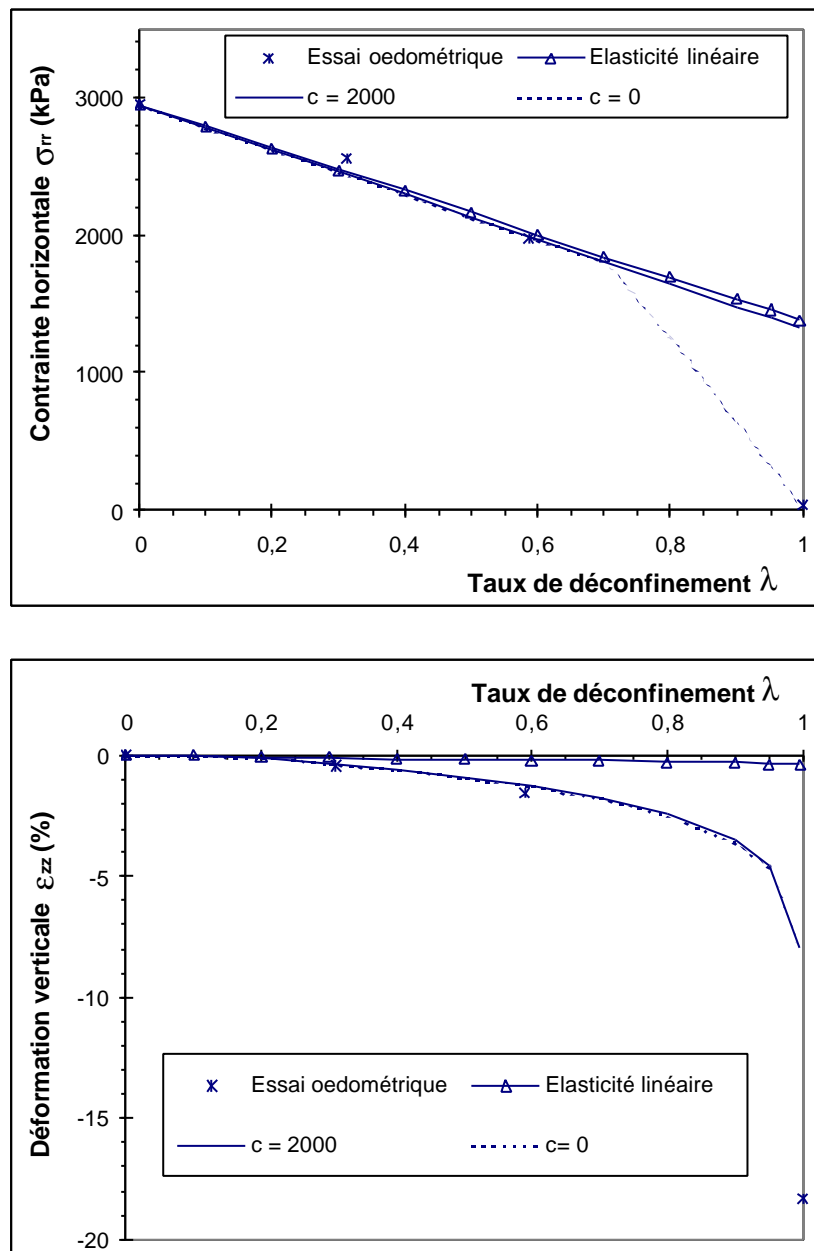 Essai oedométrique Elasticité linéaire
c = 2000 c = 0
Contrainte horizontale σrr (kPa)
3000
2000
1000
0
0 0,2 0,4 0,6 0,8 1
Taux de déconfinement λ
Taux de déconfinement λ
0 0,2 0,4 0,6 0,8 1
Déformation verticale εzz (%)
0
-5
-10
-15
-20
Essai oedométrique Elasticité linéaire
c = 2000 c= 0